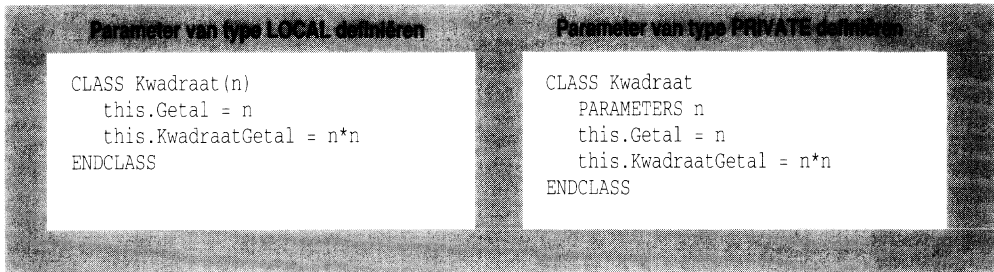 Parameter van type LOCAL definiëren
CLASS Kwadraat(n)
this.Getal = n
this.KwadraatGetal = n*n
ENDCLASS
Parameter van type PRIVATE definiëren
CLASS Kwadraat
PARAMETERS n
this.Getal = n
this.KwadraatGetal = n*n
ENDCLASS